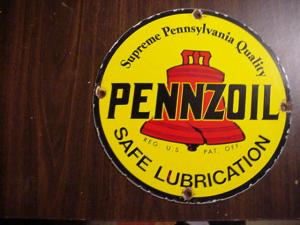 Supreme Pennsylvania Quality
PENNZOIL
REG. U.S. PAT. OFF.
SAFE LUBRICATION